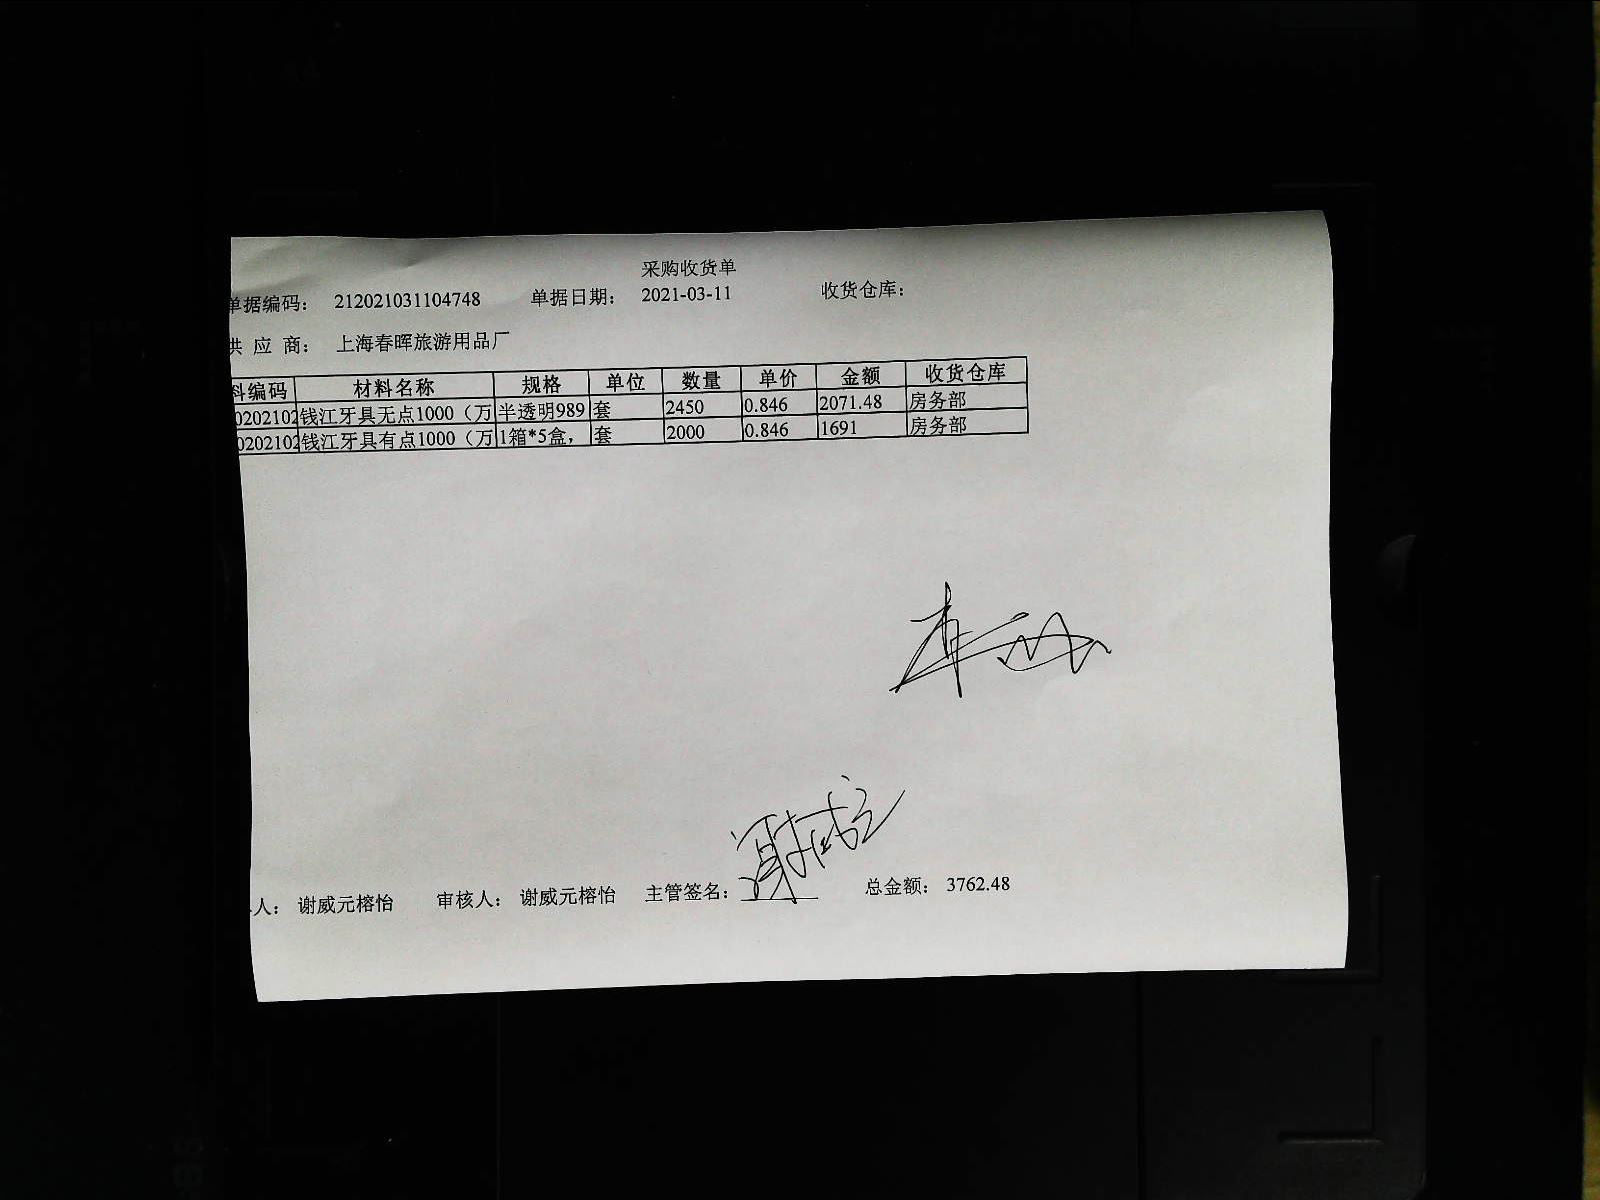 采购收货单
单据编码： 212021031104748 单据日期： 2021-03-11 收货仓库：
供 应 商： 上海春晖旅游用品厂
料编码 材料名称 规格 单位 数量 单价 金额 收货仓库
0202102 钱江牙具无点1000（万 半透明989 套 2450 0.846 2071.48 房务部
0202102 钱江牙具有点1000（万 1箱*5盒， 套 2000 0.846 1691 房务部
谢威
人： 谢威元榕怡 审核人： 谢威元榕怡 主管签名： 总金额： 3762.48